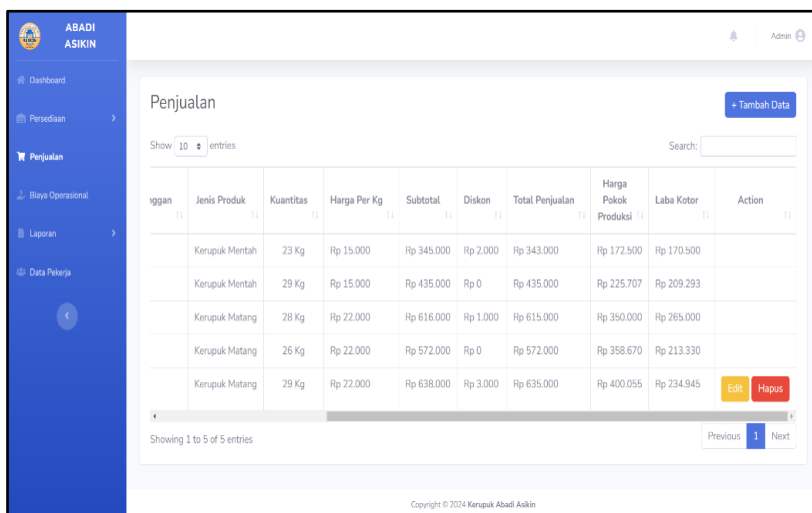 ABADI
ASIKIN
Admin
Dashboard
Persediaan
Penjualan
Biaya Oporasional
Laporan
Data Pekerja
Penjualan
+ Tambah Data
Show 10 entries
Search:
nggan Jenis Produk Kuantitas Harga Per Kg Subtotal Diskon Total Penjualan Harga Pokok Produksi Laba Kotor Action
Kerupuk Mentah 23 Kg Rp 15.000 Rp 345.000 Rp 2.000 Rp 343.000 Rp 172.500 Rp 170.500
Kerupuk Mentah 29 Kg Rp 15.000 Rp 435.000 Rp 0 Rp 435.000 Rp 225.707 Rp 209.293
Kerupuk Matang 28 Kg Rp 22.000 Rp 616.000 Rp 1.000 Rp 615.000 Rp 350.000 Rp 265.000
Kerupuk Matang 26 Kg Rp 22.000 Rp 572.000 Rp 0 Rp 572.000 Rp 358.670 Rp 213.330
Kerupuk Matang 29 Kg Rp 22.000 Rp 638.000 Rp 3.000 Rp 635.000 Rp 400.055 Rp 234.945 Edit Hapus
Showing 1 to 5 of 5 entries
Previous 1 Next
Copyright © 2024 Kerupuk Abadi Asikin